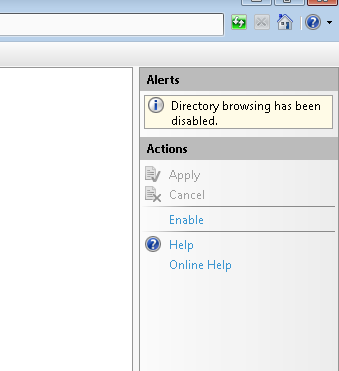 Alerts
Directory browsing has been
disabled.
Actions
Apply
Cancel
Enable
Help
Online Help